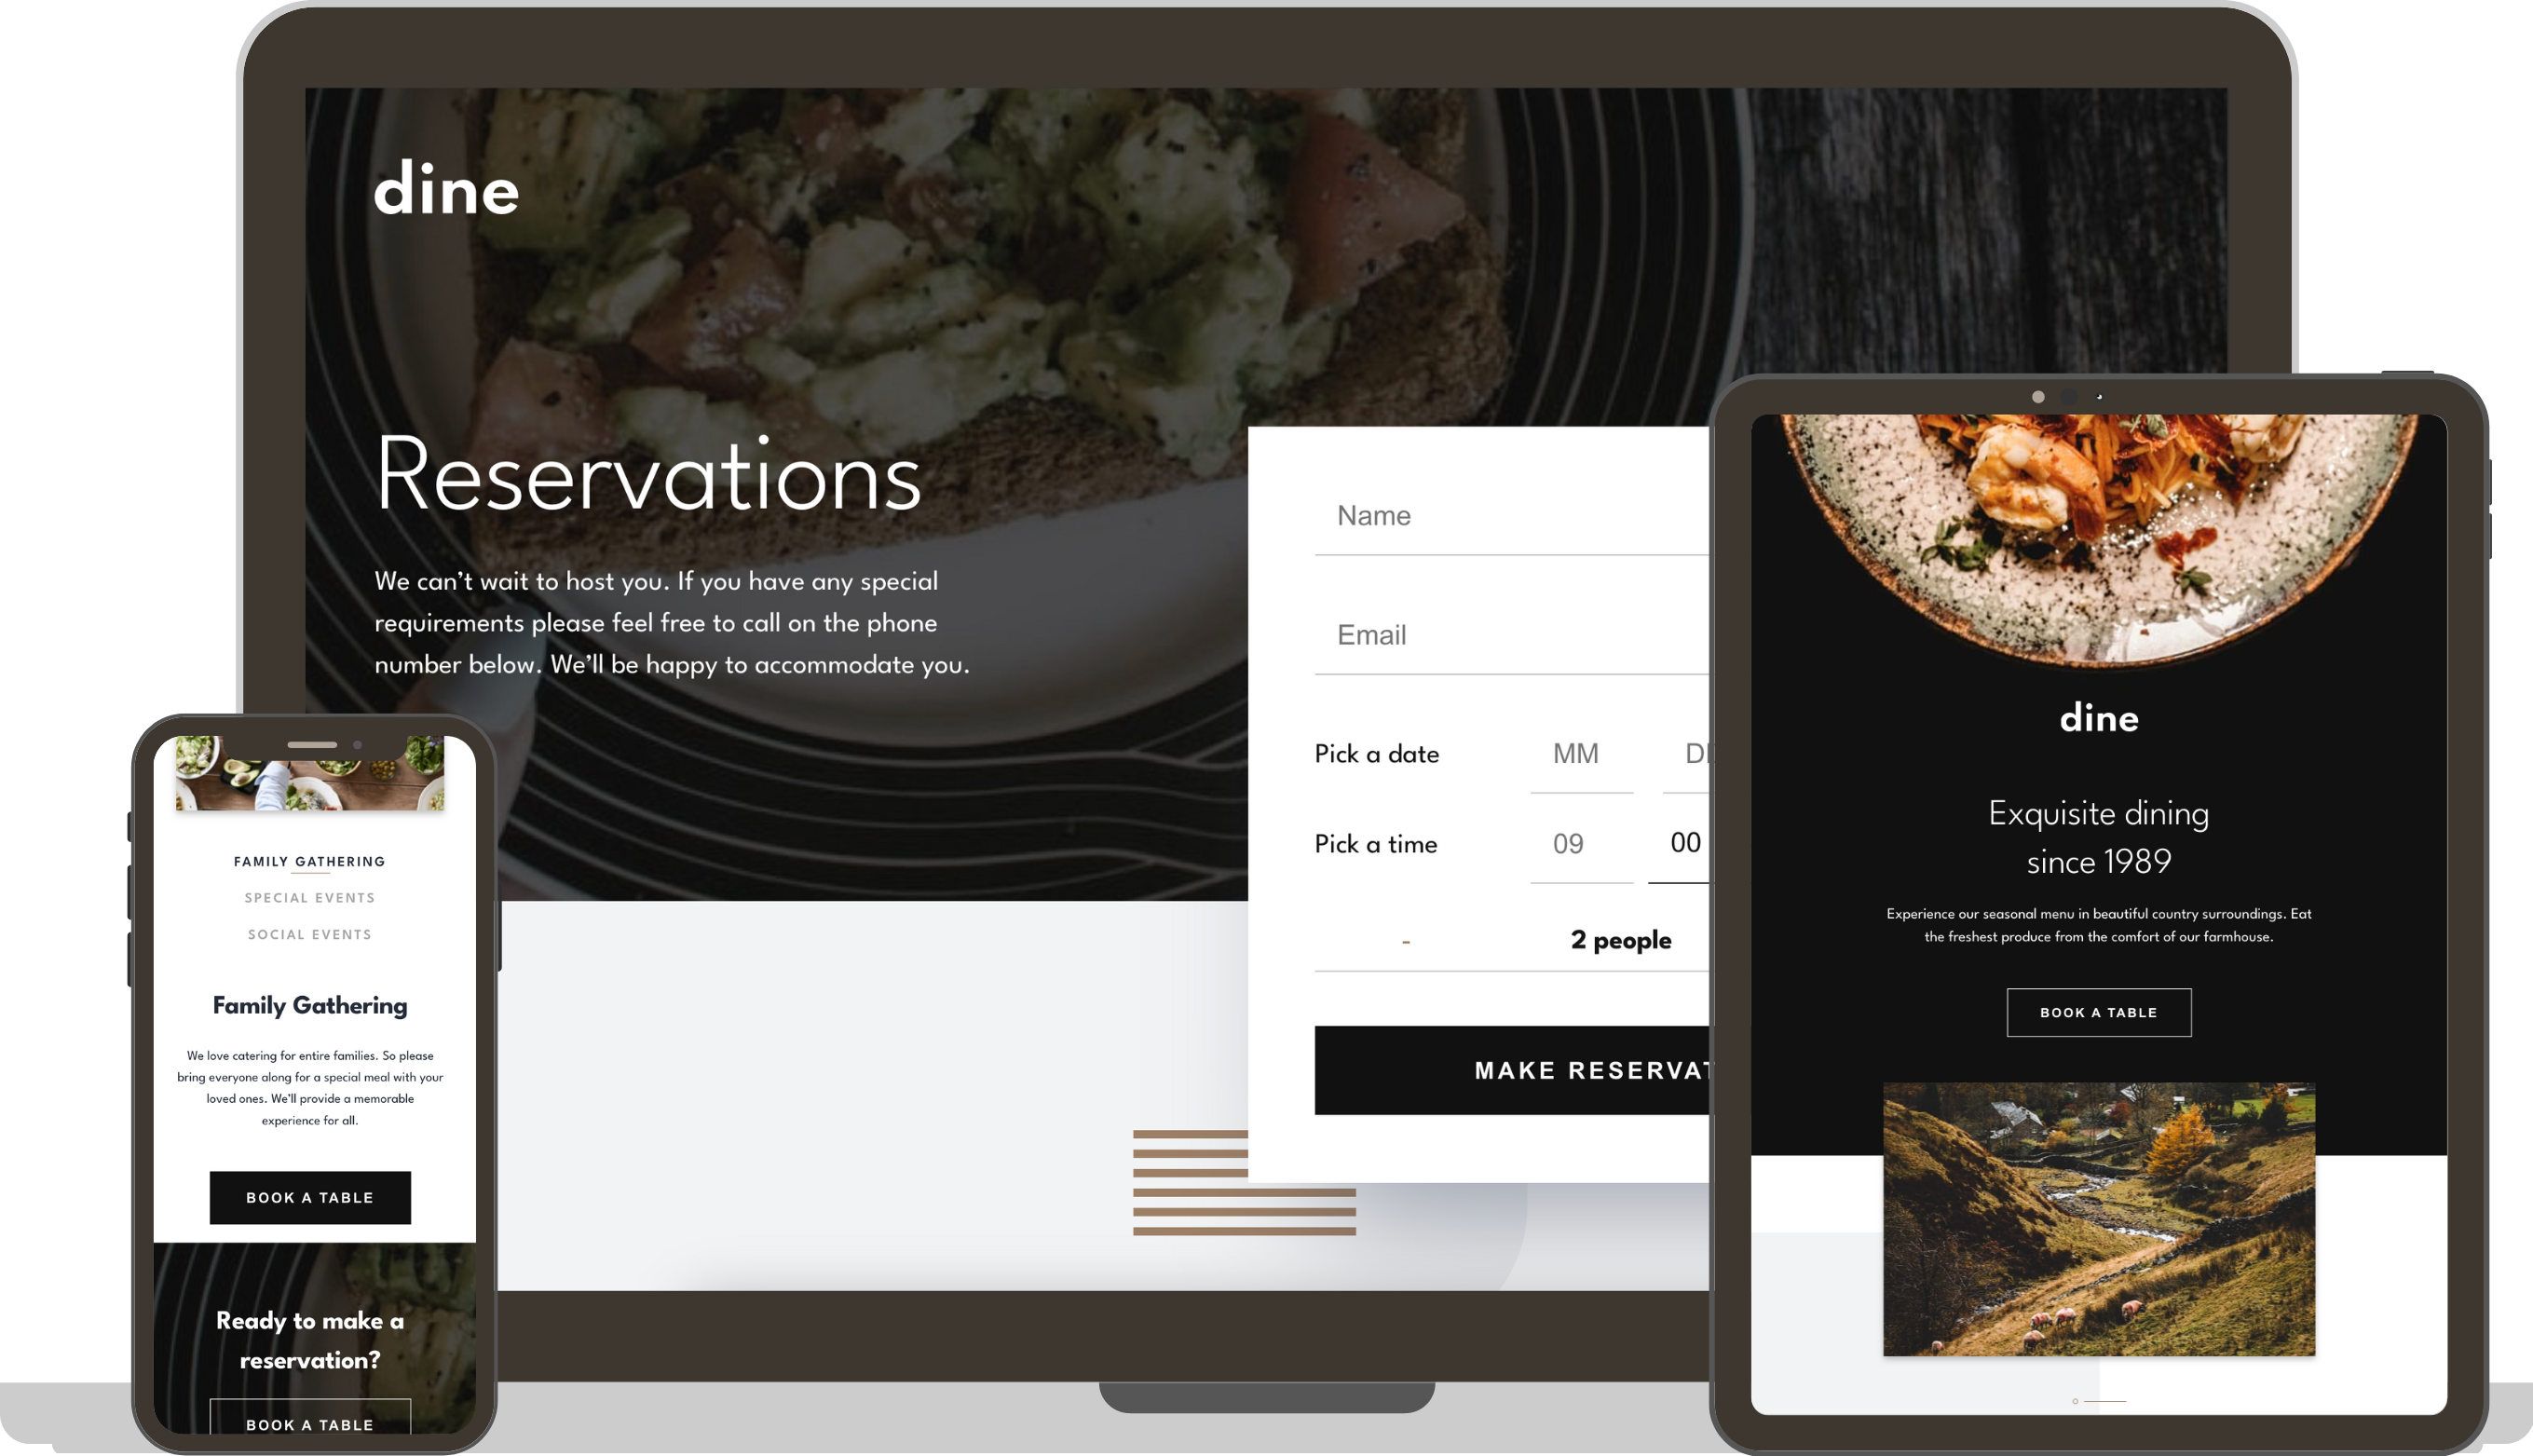 dine
Reservations
We can’t wait to host you. If you have any special
requirements please feel free to call on the phone
number below. We’ll be happy to accommodate you.
Name
Email
Pick a date MM
Pick a time 09 00
- 2 people
MAKE
FAMILY GATHERING
SPECIAL EVENTS
SOCIAL EVENTS
Family Gathering
We love catering for entire families. So please
bring everyone along for a special meal with your
loved ones. We’ll provide a memorable
experience for all.
BOOK A TABLE
Ready to make a
reservation?
BOOK A TABLE
dine
Exquisite dining
since 1989
Experience our seasonal menu in beautiful country surroundings. Eat
the freshest produce from the comfort of our farmhouse.
BOOK A TABLE